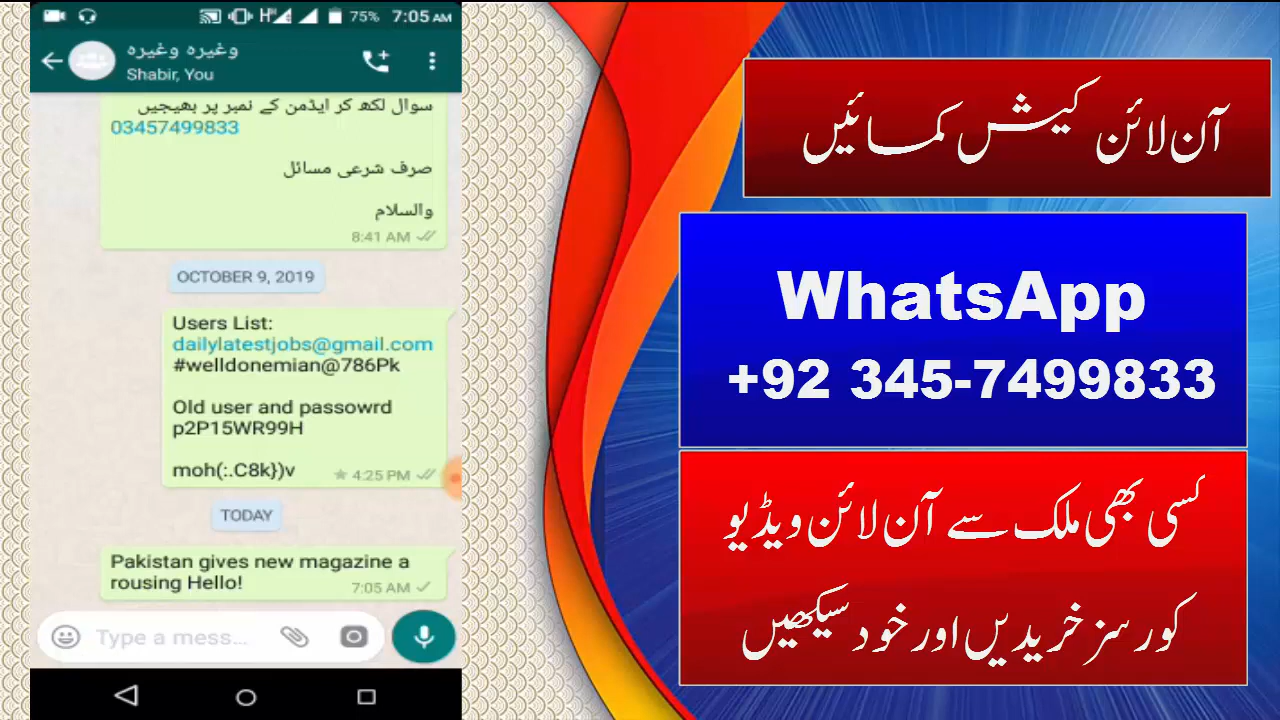 75% 7:05 AM
وغیرہ وغیرہ
Shabir, You
سوال لکھ کر ایڈمن کے نمبر پر بھیجیں
03457499833
صرف شرعی مسائل
والسلام
8:41 AM
OCTOBER 9, 2019
Users List:
dailylatestjobs@gmail.com
#welldonemian@786Pk
Old user and passowrd
p2P15WR99H
moh(:.C8k})v
4:25 PM
TODAY
Pakistan gives new magazine a
rousing Hello!
7:05 AM
Type a mess...
آن لائن کیش کمائیں
WhatsApp
+92 345-7499833
کسی بھی ملک سے آن لائن ویڈیو
کورسز خریدیں اور خود سیکھیں